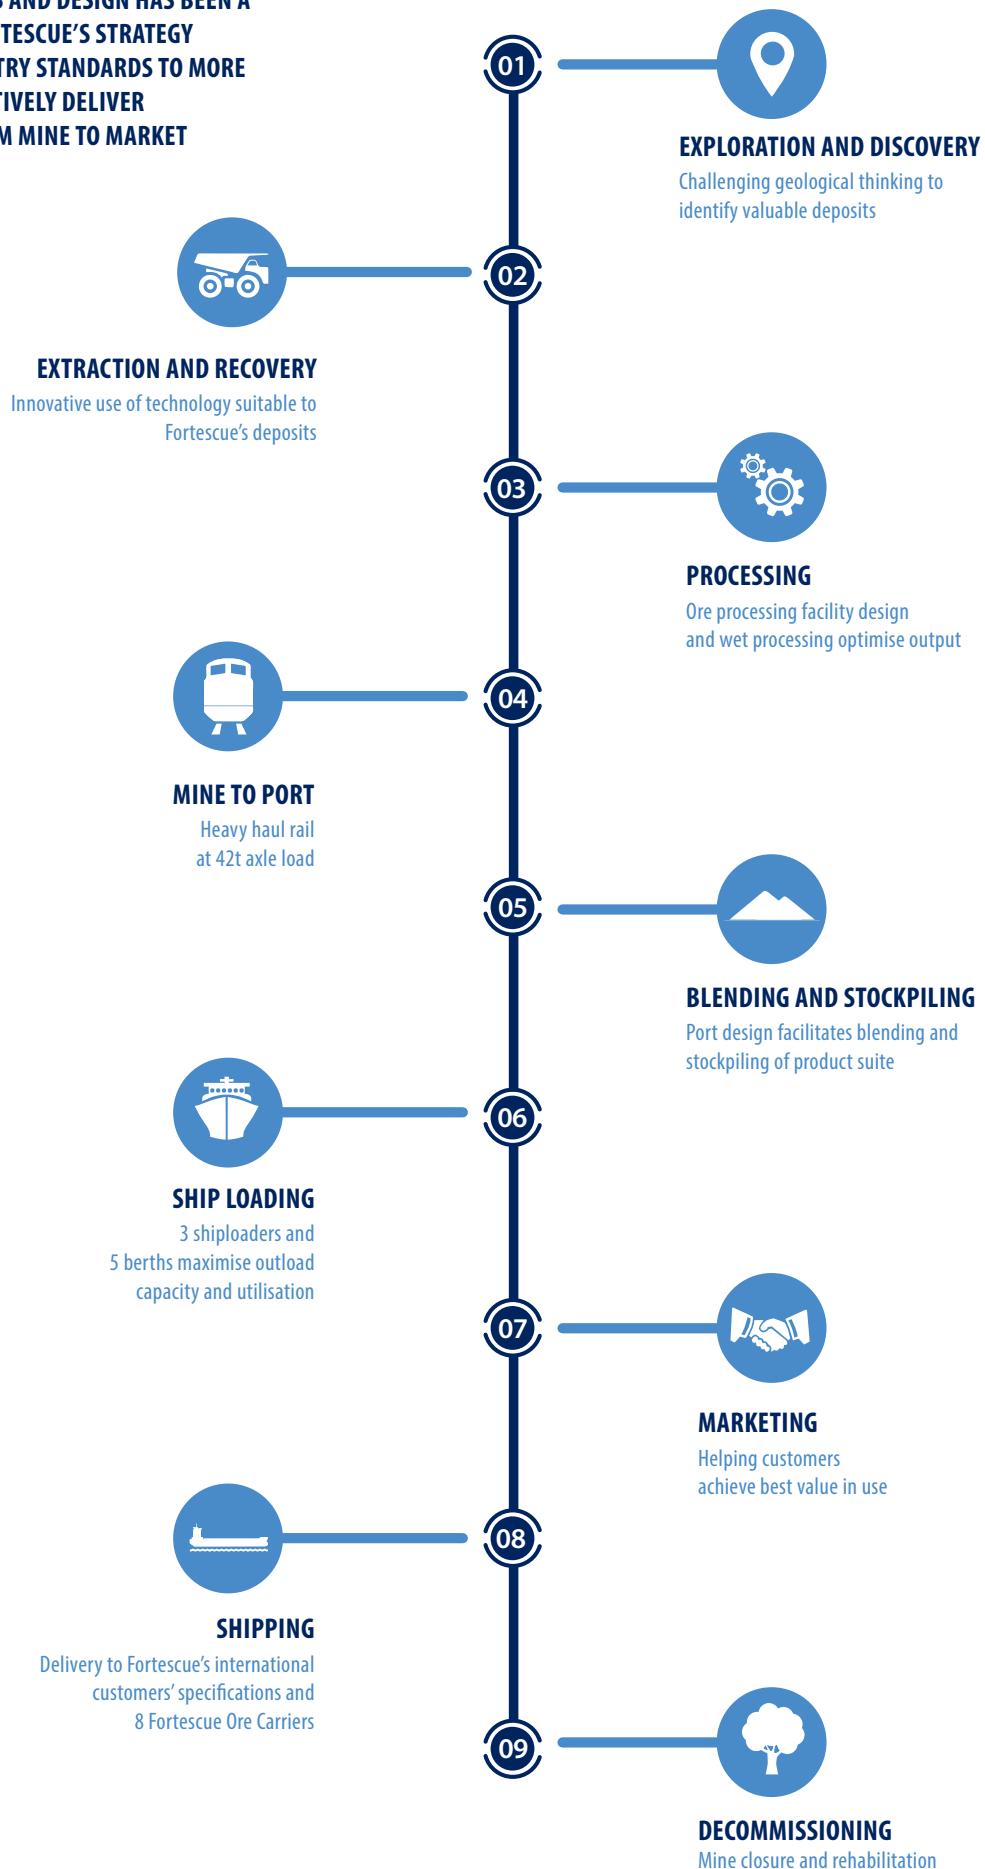 AND DESIGN HAS BEEN A
TESCUE’S STRATEGY
TRY STANDARDS TO MORE
TIVELY DELIVER
M MINE TO MARKET
01
EXPLORATION AND DISCOVERY
Challenging geological thinking to
identify valuable deposits
02
EXTRACTION AND RECOVERY
Innovative use of technology suitable to
Fortescue’s deposits
03
PROCESSING
Ore processing facility design
and wet processing optimise output
04
MINE TO PORT
Heavy haul rail
at 42t axle load
05
BLENDING AND STOCKPILING
Port design facilitates blending and
stockpiling of product suite
06
SHIP LOADING
3 shiploaders and
5 berths maximise outload
capacity and utilisation
07
MARKETING
Helping customers
achieve best value in use
08
SHIPPING
Delivery to Fortescue’s international
customers’ specifications and
8 Fortescue Ore Carriers
09
DECOMMISSIONING
Mine closure and rehabilitation